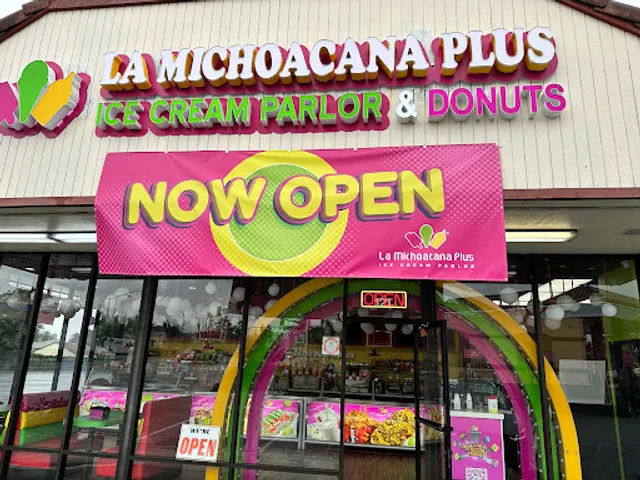 LA MICHOACANA PLUS
ICE CREAM PARLOR & DONUTS
NOW OPEN
La Michoacana Plus
ICE CREAM PARLOR
OPEN
WE'RE
OPEN